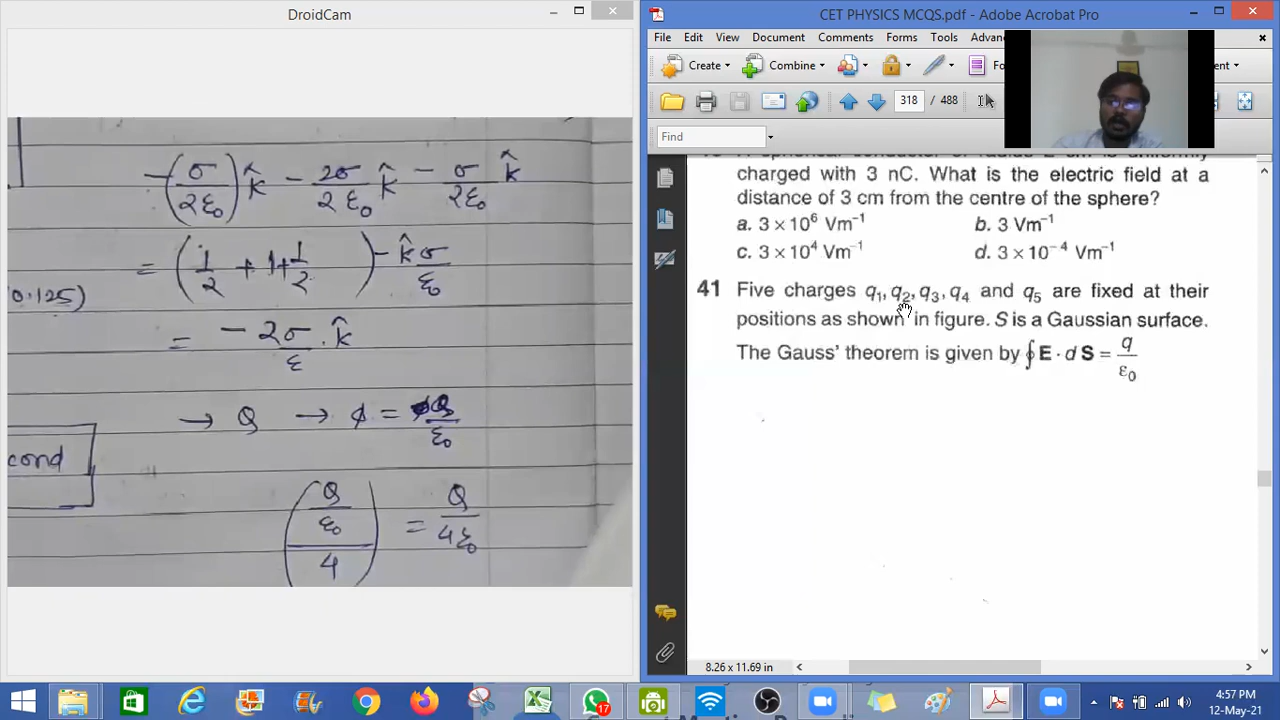 DroidCam
CET PHYSICS MCQS.pdf - Adobe Acrobat Pro
File Edit View Document Comments Forms Tools Advan
Create Combine Fo
318 / 488
Find
-(σ/2ε₀) k̂ - 2σ/2ε₀ k̂ - σ/2ε₀ k̂
= (1/2 + 1+1/2) -k̂σ/ε₀
0.125)
= -2σ/ε . k̂
→ Q → ϕ = Q/ε₀
cond
(Q/ε₀ / 4) = Q/4ε₀
charged with 3 nC. What is the electric field at a
distance of 3 cm from the centre of the sphere?
a. 3 × 10⁶ Vm⁻¹ b. 3 Vm⁻¹
c. 3 × 10⁴ Vm⁻¹ d. 3 × 10⁻⁴ Vm⁻¹
41 Five charges q₁, q₂, q₃, q₄ and q₅ are fixed at their
positions as shown in figure. S is a Gaussian surface.
The Gauss' theorem is given by ∮ E · d S = q/ε₀
8.26 x 11.69 in
17
4:57 PM
12-May-21